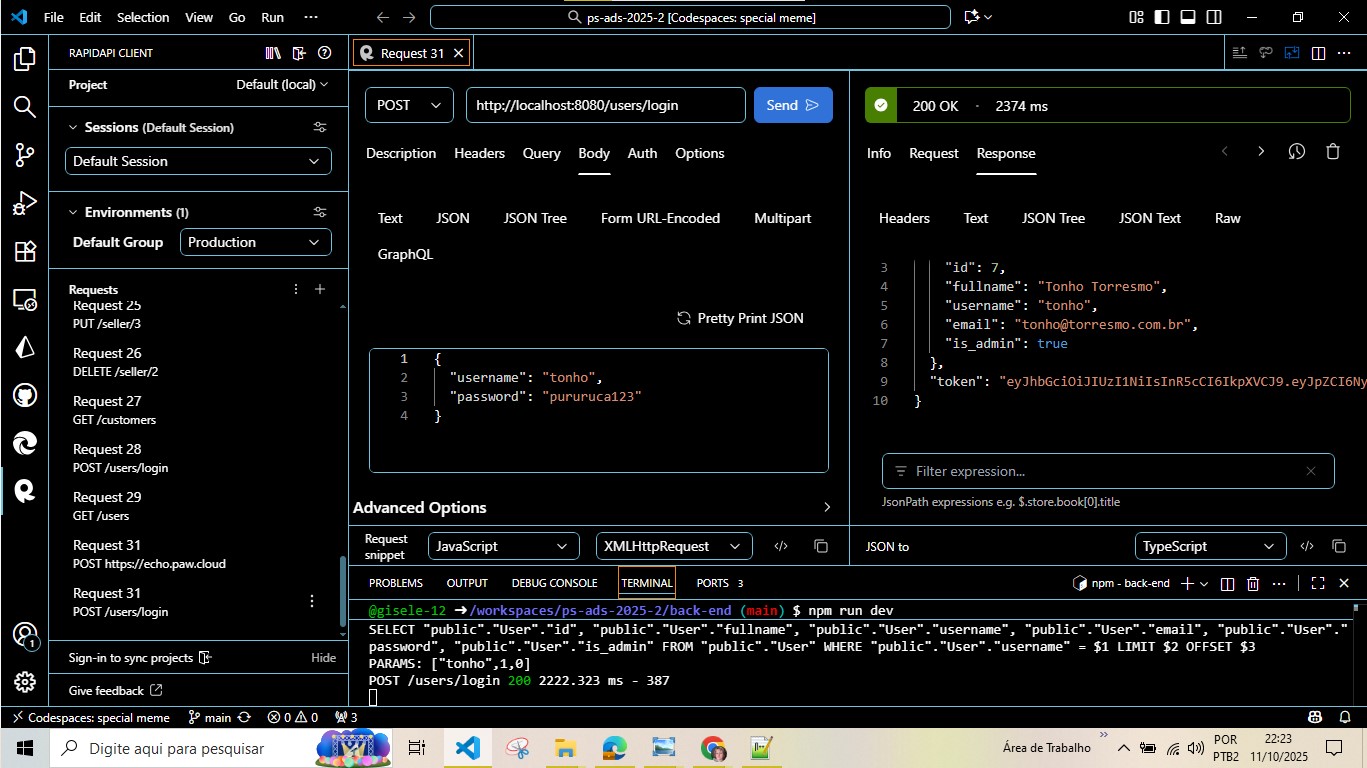 File Edit Selection View Go Run ···
ps-ads-2025-2 [Codespaces: special meme]
RAPIDAPI CLIENT
Project Default (local)
Sessions (Default Session)
Default Session
Environments (1)
Default Group Production
Requests
Request 25
PUT /seller/3
Request 26
DELETE /seller/2
Request 27
GET /customers
Request 28
POST /users/login
Request 29
GET /users
Request 31
POST https://echo.paw.cloud
Request 31
POST /users/login
Sign-in to sync projects Hide
Give feedback
Request 31
POST http://localhost:8080/users/login Send
Description Headers Query Body Auth Options
Text JSON JSON Tree Form URL-Encoded Multipart
GraphQL
Pretty Print JSON
1 {
2 "username": "tonho",
3 "password": "pururuca123"
4 }
Advanced Options
Request snippet JavaScript XMLHttpRequest
200 OK · 2374 ms
Info Request Response
Headers Text JSON Tree JSON Text Raw
3 "id": 7,
4 "fullname": "Tonho Torresmo",
5 "username": "tonho",
6 "email": "tonho@torresmo.com.br",
7 "is_admin": true
8 },
9 "token": "eyJhbGciOiJIUzI1NiIsInR5cCI6IkpXVCJ9.eyJpZCI6Ny
10 }
Filter expression...
JsonPath expressions e.g. $.store.book[0].title
JSON to TypeScript
PROBLEMS OUTPUT DEBUG CONSOLE TERMINAL PORTS 3 npm - back-end
@gisele-12 ➜/workspaces/ps-ads-2025-2/back-end (main) $ npm run dev
SELECT "public"."User"."id", "public"."User"."fullname", "public"."User"."username", "public"."User"."email", "public"."User"."
password", "public"."User"."is_admin" FROM "public"."User" WHERE "public"."User"."username" = $1 LIMIT $2 OFFSET $3
PARAMS: ["tonho",1,0]
POST /users/login 200 2222.323 ms - 387
1
Codespaces: special meme main 0 0 3
Digite aqui para pesquisar
Área de Trabalho
POR
PTB2
22:23
11/10/2025